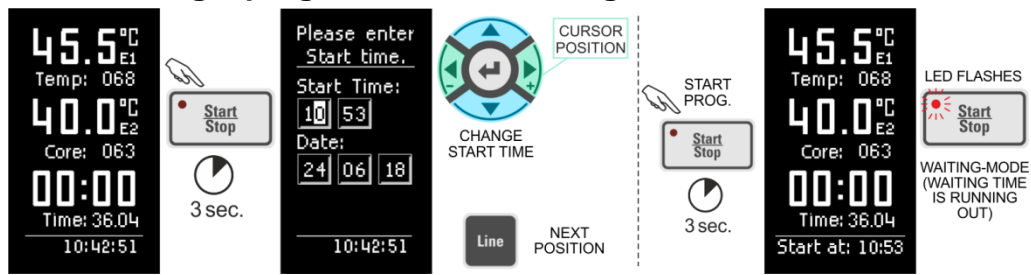 45.5°C
E1
Temp: 068
40.0°C
E2
Core: 063
00:00
Time: 36.04
10:42:51
Start
Stop
3 sec.
Please enter
Start time.
Start Time:
10 53
Date:
24 06 18
10:42:51
CURSOR
POSITION
- +
CHANGE
START TIME
Line
NEXT
POSITION
START
PROG.
Start
Stop
3 sec.
45.5°C
E1
Temp: 068
40.0°C
E2
Core: 063
00:00
Time: 36.04
Start at: 10:53
LED FLASHES
Start
Stop
WAITING-MODE
(WAITING TIME
IS RUNNING
OUT)